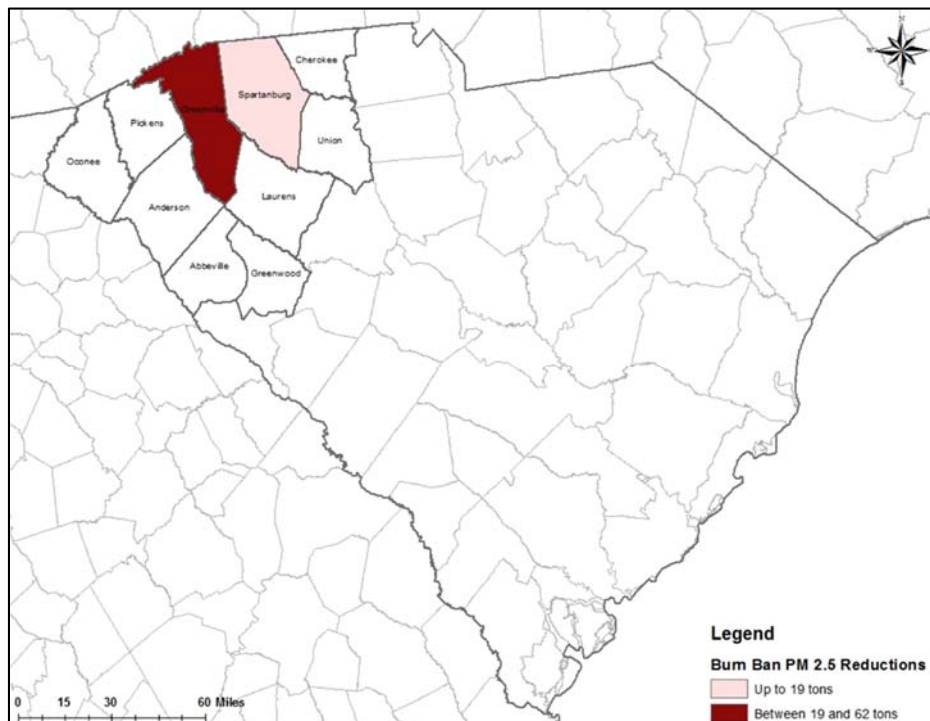 Cherokee
Greenville
Spartanburg
Pickens
Union
Oconee
Laurens
Anderson
Abbeville
Greenwood
Legend
Burn Ban PM 2.5 Reductions
Up to 19 tons
Between 19 and 62 tons
0 15 30 60 Miles